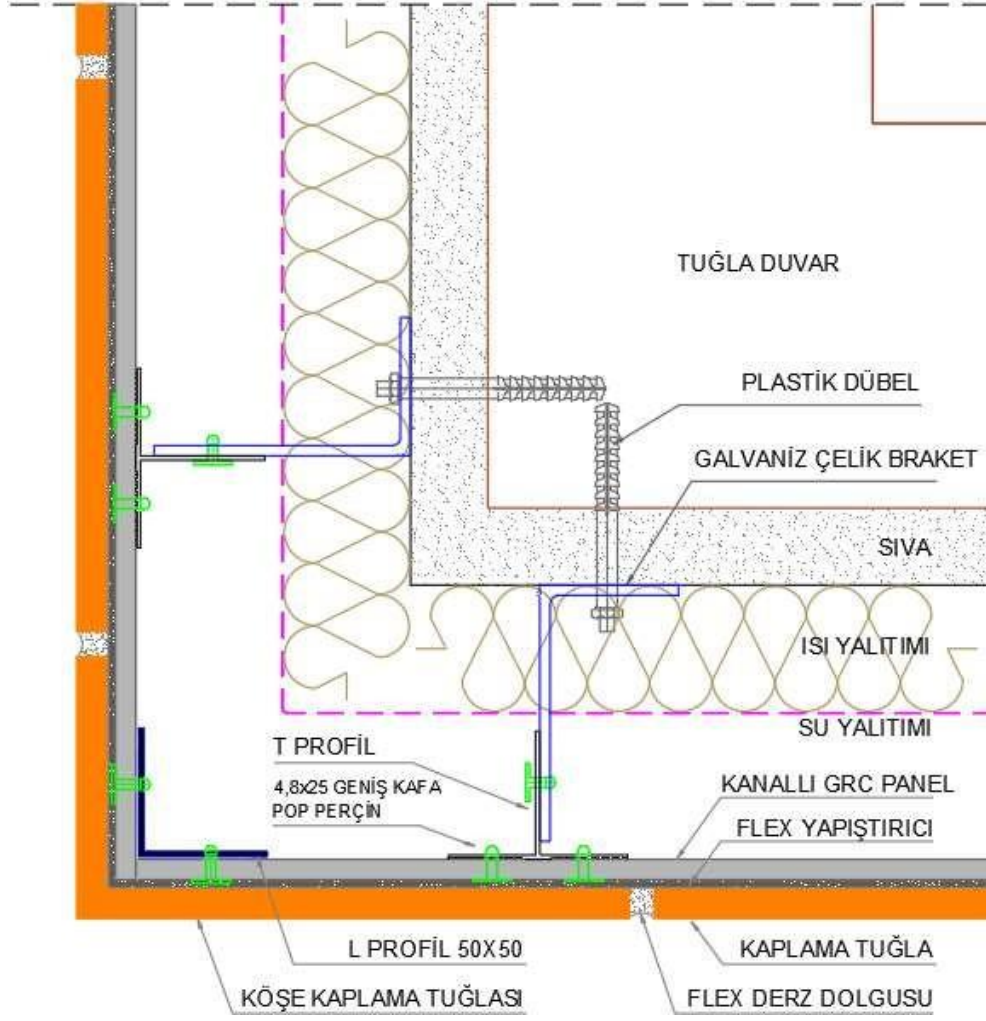 TUĞLA DUVAR
PLASTİK DÜBEL
GALVANİZ ÇELİK BRAKET
SIVA
ISI YALITIMI
SU YALITIMI
T PROFİL
4,8x25 GENİŞ KAFA
POP PERÇİN
KANALLI GRC PANEL
FLEX YAPIŞTIRICI
L PROFİL 50X50
KAPLAMA TUĞLA
KÖŞE KAPLAMA TUĞLASI
FLEX DERZ DOLGUSU